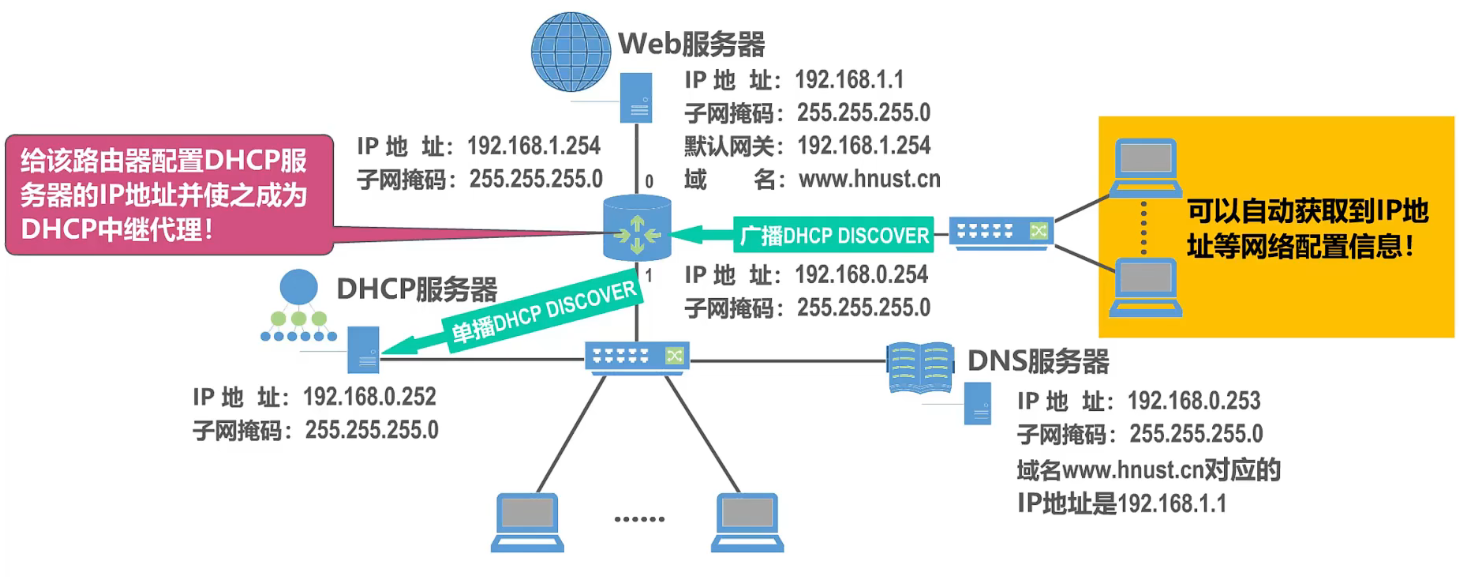 Web服务器
IP 地 址：192.168.1.1
子网掩码：255.255.255.0
默认网关：192.168.1.254
域 名：www.hnust.cn
IP 地 址：192.168.1.254
子网掩码：255.255.255.0
0
给该路由器配置DHCP服
务器的IP地址并使之成为
DHCP中继代理！
广播DHCP DISCOVER
可以自动获取到IP地
址等网络配置信息！
1
IP 地 址：192.168.0.254
子网掩码：255.255.255.0
DHCP服务器
单播DHCP DISCOVER
IP 地 址：192.168.0.252
子网掩码：255.255.255.0
DNS服务器
IP 地 址：192.168.0.253
子网掩码：255.255.255.0
域名www.hnust.cn对应的
IP地址是192.168.1.1